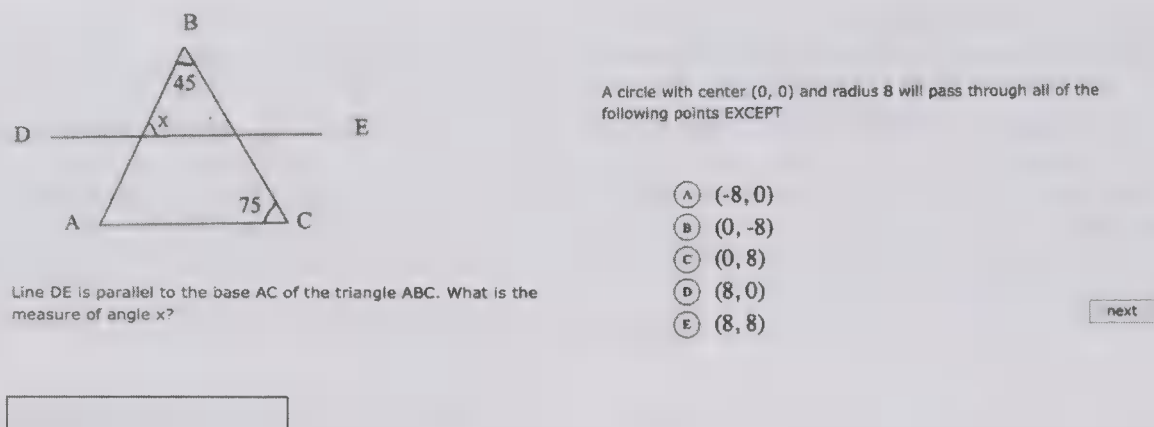 B
45
x
D
E
75
A
C
Line DE is parallel to the base AC of the triangle ABC. What is the
measure of angle x?
A circle with center (0, 0) and radius 8 will pass through all of the
following points EXCEPT
A (-8, 0)
B (0, -8)
C (0, 8)
D (8, 0)
E (8, 8)
next